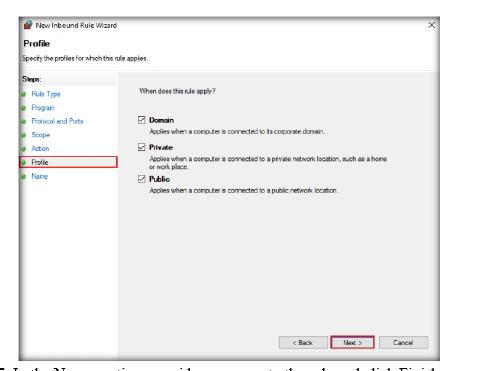 New Inbound Rule Wizard
Profile
Specify the profiles for which this rule applies.
Steps:
Rule Type
Program
Protocol and Ports
Scope
Action
Profile
Name
When does this rule apply?
Domain
Applies when a computer is connected to its corporate domain.
Private
Applies when a computer is connected to a private network location, such as a home
or work place.
Public
Applies when a computer is connected to a public network location.
< Back
Next >
Cancel